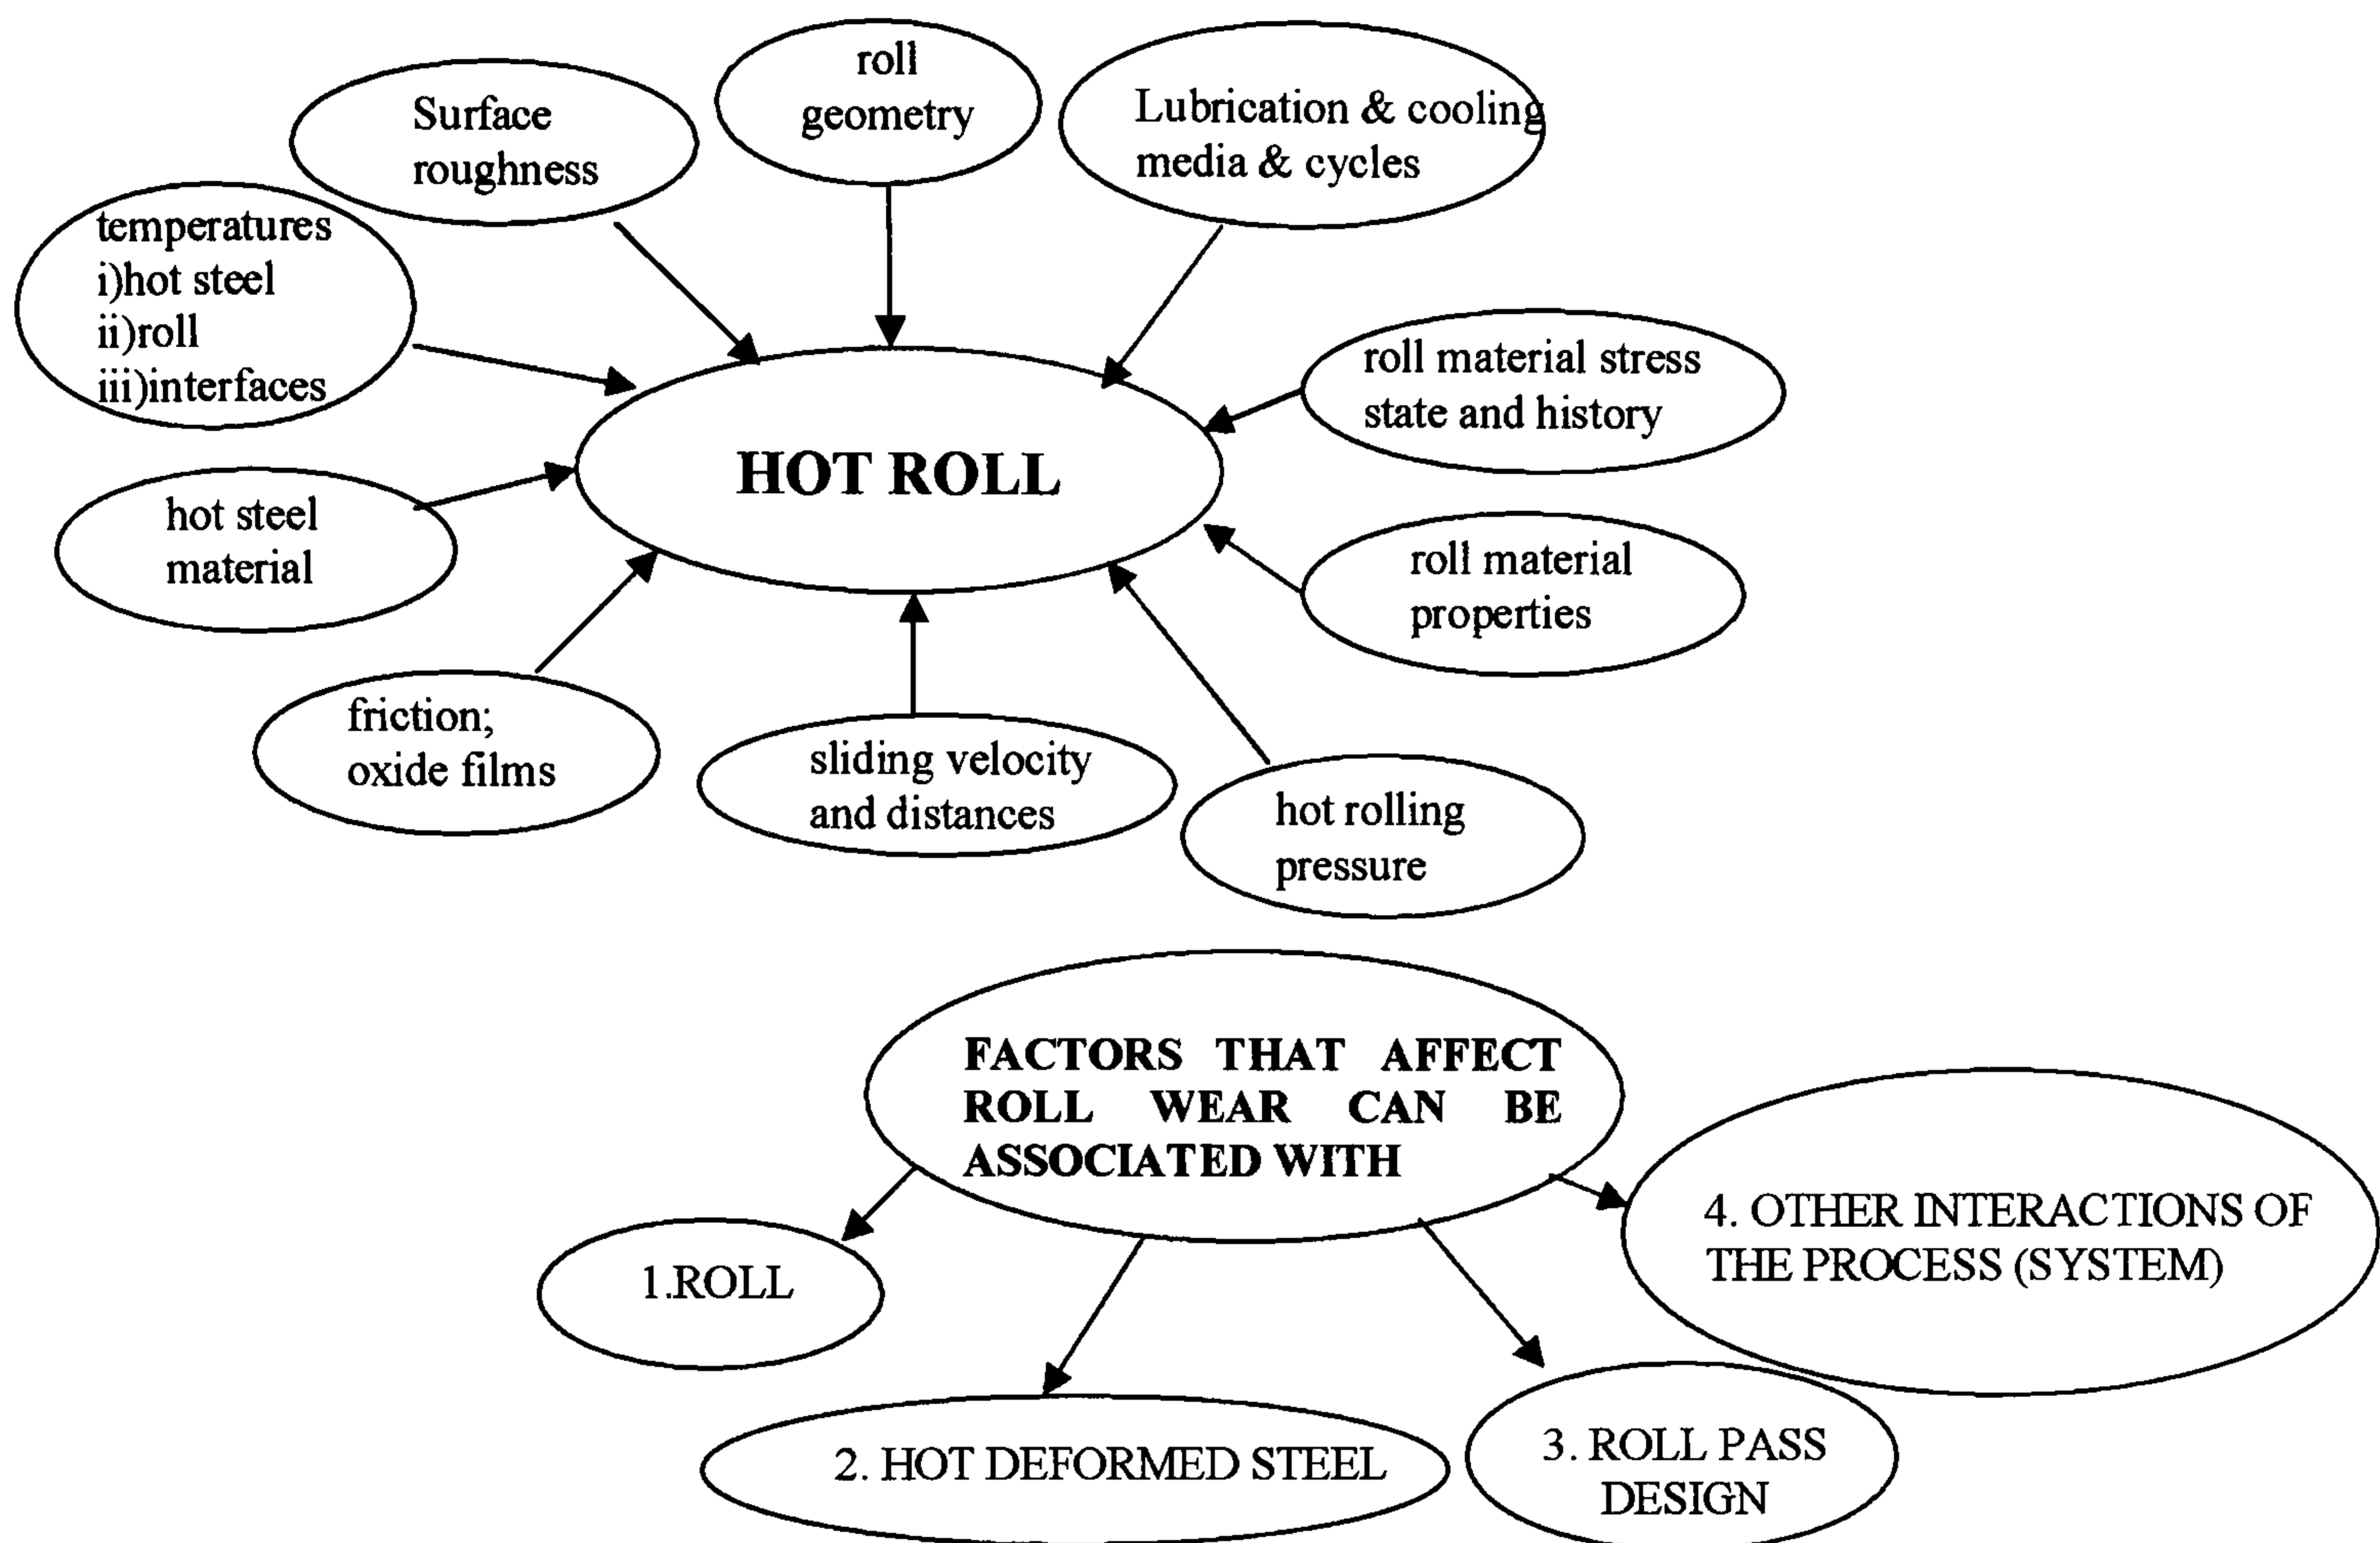 roll
geometry
Surface
roughness
Lubrication & cooling
media & cycles
temperatures
i)hot steel
ii)roll
iii)interfaces
roll material stress
state and history
HOT ROLL
hot steel
material
roll material
properties
friction;
oxide films
sliding velocity
and distances
hot rolling
pressure
FACTORS THAT AFFECT
ROLL WEAR CAN BE
ASSOCIATED WITH
1.ROLL
2. HOT DEFORMED STEEL
3. ROLL PASS
DESIGN
4. OTHER INTERACTIONS OF
THE PROCESS (SYSTEM)